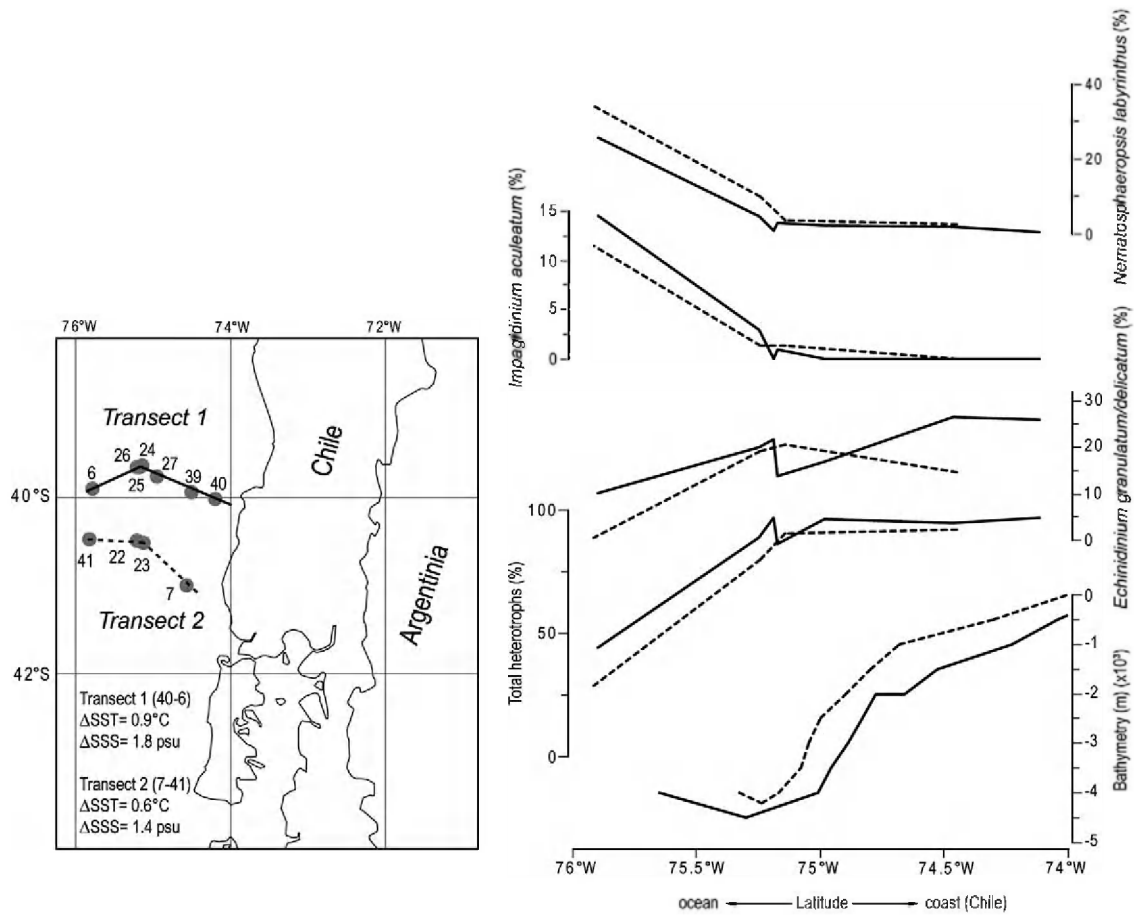 76°W
74°W
72°W
Transect 1
6
26
24
25
27
39
40
40°S
41
22
23
7
Transect 2
42°S
Chile
Argentinia
Transect 1 (40-6)
ΔSST= 0.9°C
ΔSSS= 1.8 psu
Transect 2 (7-41)
ΔSST= 0.6°C
ΔSSS= 1.4 psu
Nematosphaeropsis labyrinthus (%)
40
20
0
Impaglidinium aculeatum (%)
15
10
5
0
Echinidinium granulatum/delicatum (%)
30
20
10
0
Total heterotrophs (%)
100
50
0
Bathymetry (m) (x10³)
0
-1
-2
-3
-4
-5
76°W
75.5°W
75°W
74.5°W
74°W
ocean
Latitude
coast (Chile)